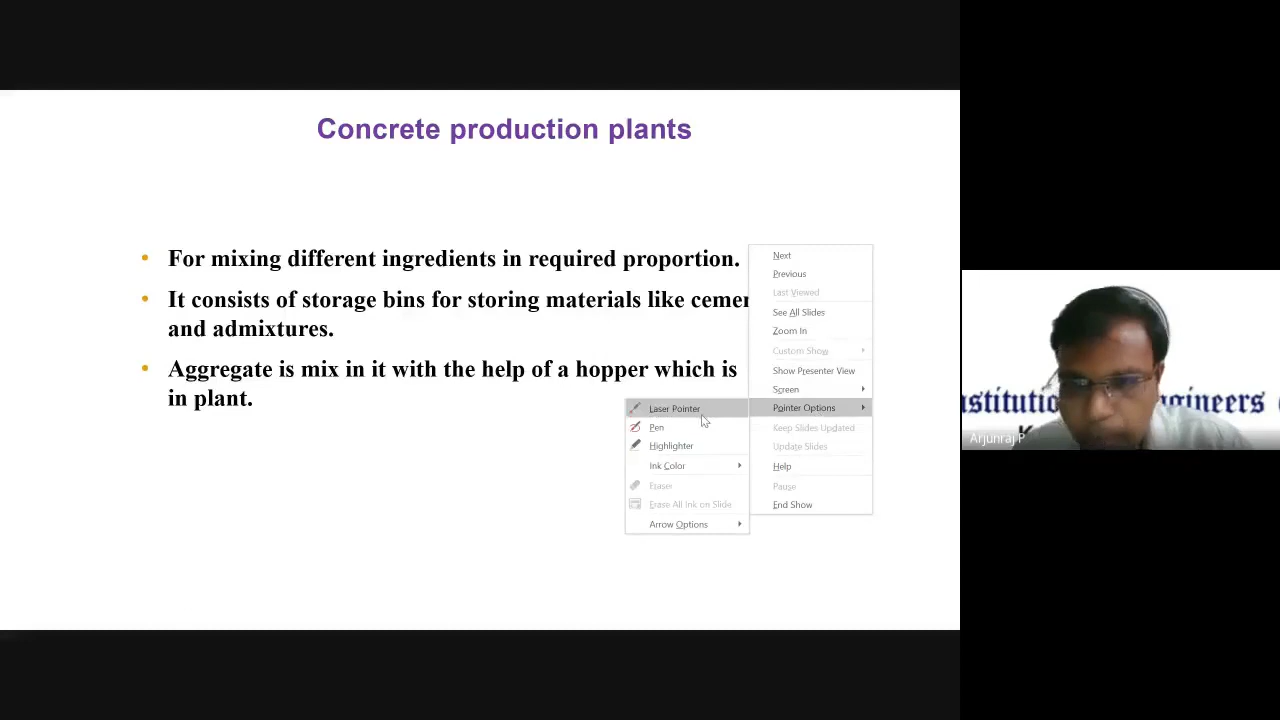 Concrete production plants
• For mixing different ingredients in required proportion.
• It consists of storage bins for storing materials like
and admixtures.
• Aggregate is mix in it with the help of a hopper which is
in plant.
Next
Previous
Last Viewed
See All Slides
Zoom In
Custom Show
Show Presenter View
Screen
Pointer Options
Keep Slides Updated
Update Slides
Help
Pause
End Show
Laser Pointer
Pen
Highlighter
Ink Color
Eraser
Erase All Ink on Slide
Arrow Options
Arjunraj P